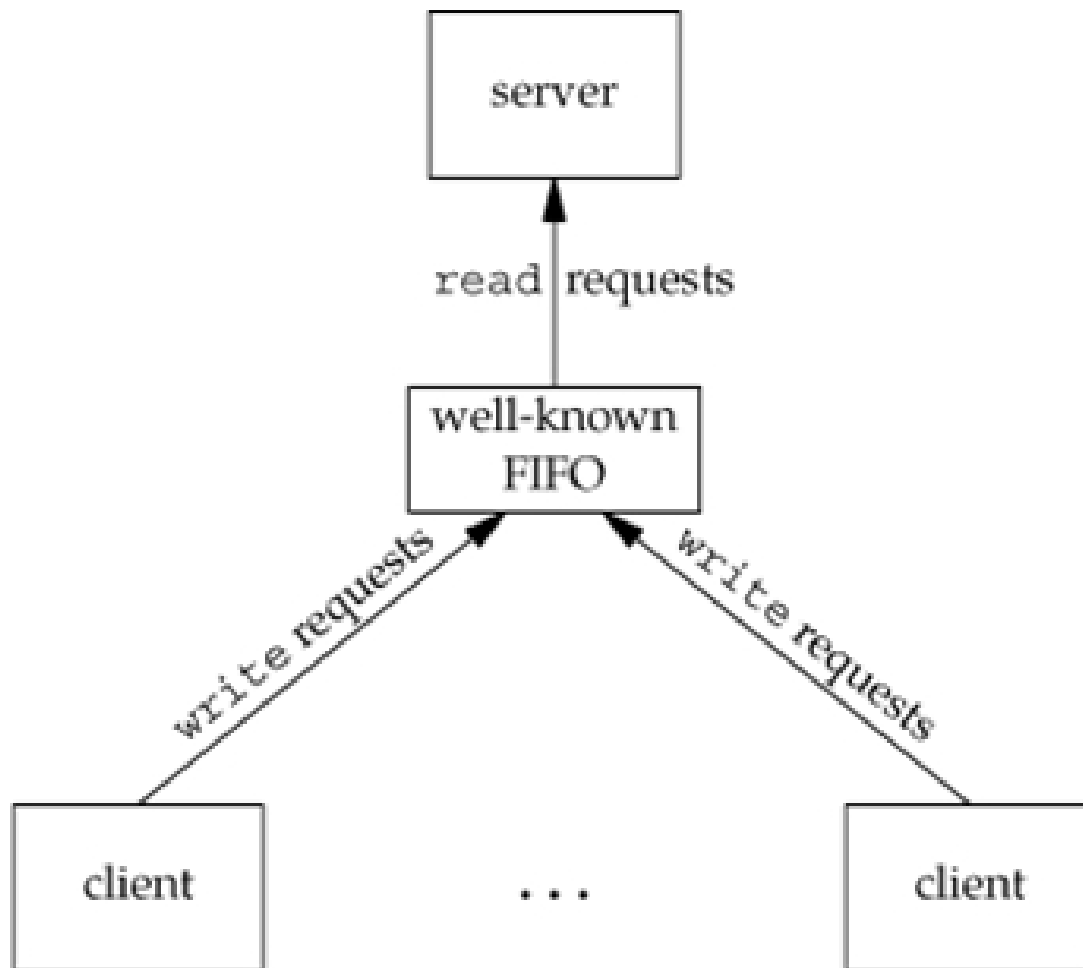 server
read requests
well-known
FIFO
write requests
write requests
client
...
client